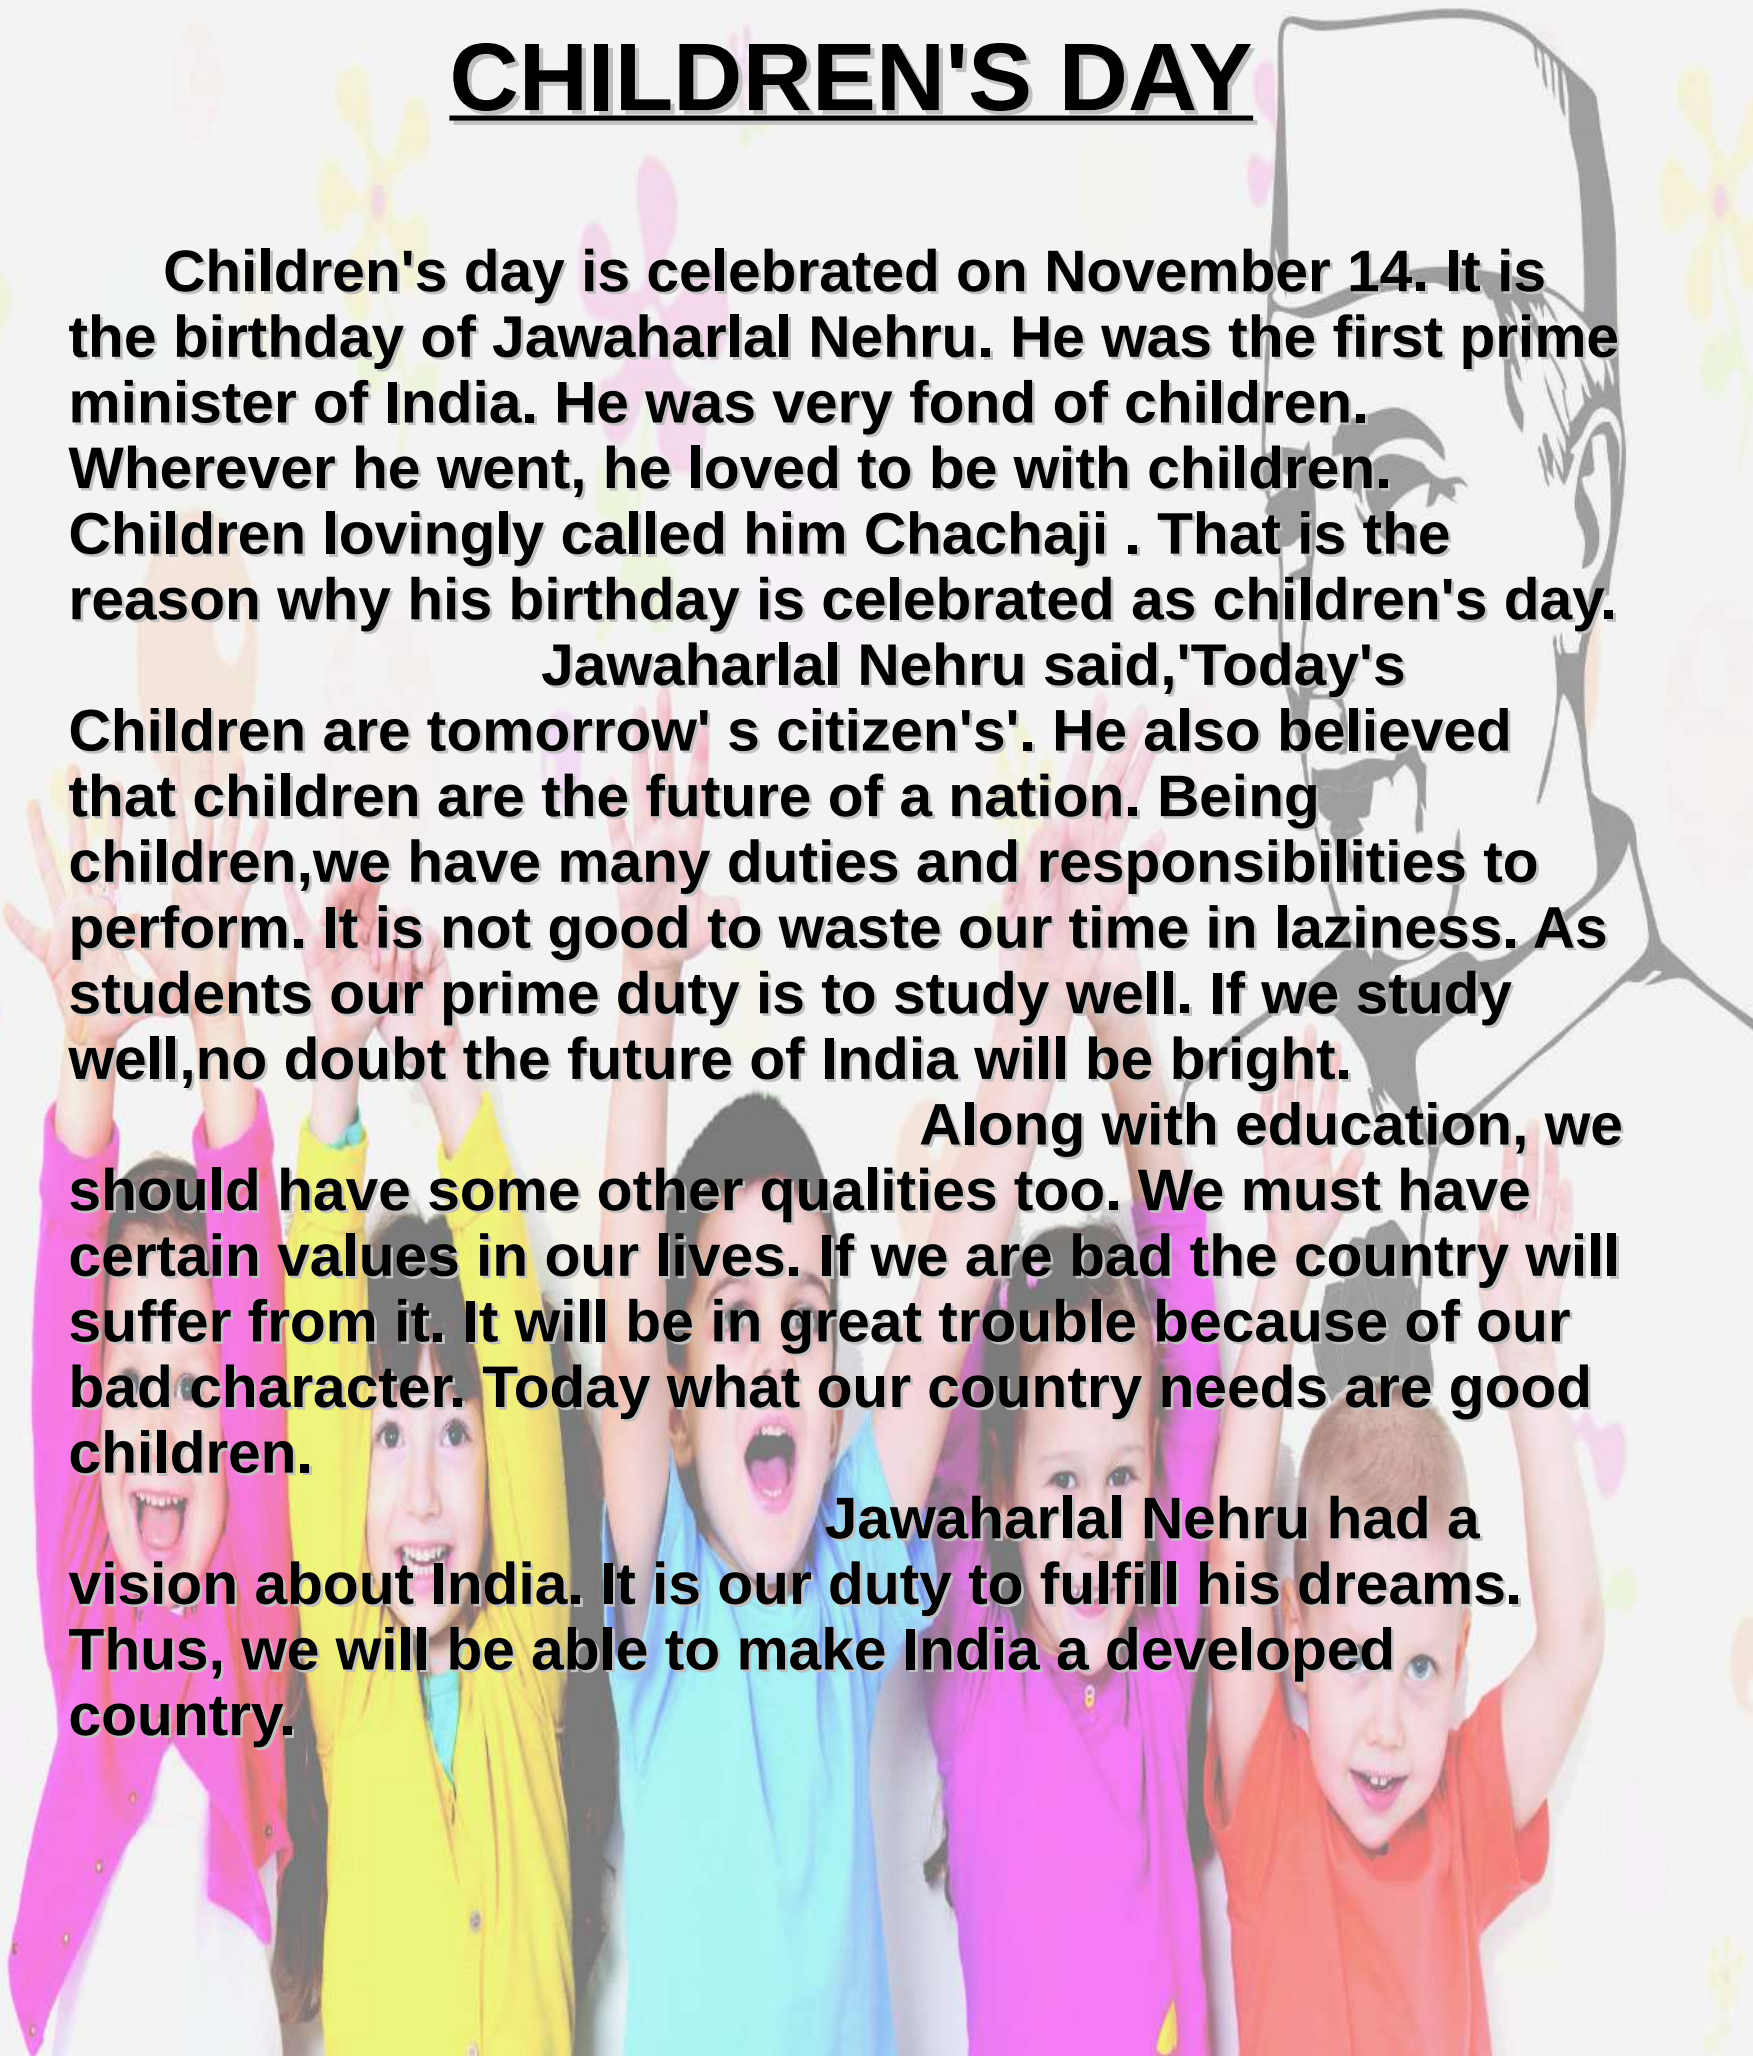 CHILDREN'S DAY
Children's day is celebrated on November 14. It is
the birthday of Jawaharlal Nehru. He was the first prime
minister of India. He was very fond of children.
Wherever he went, he loved to be with children.
Children lovingly called him Chachaji . That is the
reason why his birthday is celebrated as children's day.
Jawaharlal Nehru said,'Today's
Children are tomorrow' s citizen's'. He also believed
that children are the future of a nation. Being
children,we have many duties and responsibilities to
perform. It is not good to waste our time in laziness. As
students our prime duty is to study well. If we study
well,no doubt the future of India will be bright.
Along with education, we
should have some other qualities too. We must have
certain values in our lives. If we are bad the country will
suffer from it. It will be in great trouble because of our
bad character. Today what our country needs are good
children.
Jawaharlal Nehru had a
vision about India. It is our duty to fulfill his dreams.
Thus, we will be able to make India a developed
country.